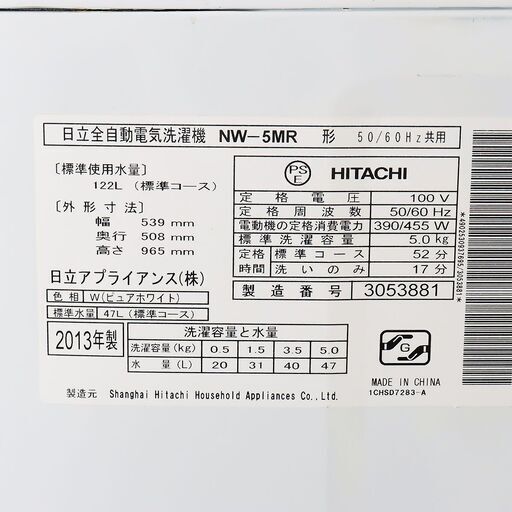 日立全自動電気洗濯機 NW-5MR 形 50/60Hz共用
〔標準使用水量〕
122L（標準コース）
〔外形寸法〕
幅 539 mm
奥行 508 mm
高さ 965 mm
日立アプライアンス(株)
色相 W(ピュアホワイト)
標準水量 47L（標準コース）
PSE HITACHI
定格電圧 100 V
定格周波数 50/60 Hz
電動機の定格消費電力 390/455 W
標準洗濯容量 5.0kg
定格 標準コース 52分
時間 洗いのみ 17分
製造番号 3053881
2013年製
洗濯容量と水量
洗濯容量(kg) 0.5 1.5 3.5 5.0
水量(L) 20 31 40 47
G
MADE IN CHINA
1CHSD7283-A
製造元 Shanghai Hitachi Household Appliances Co.,Ltd.